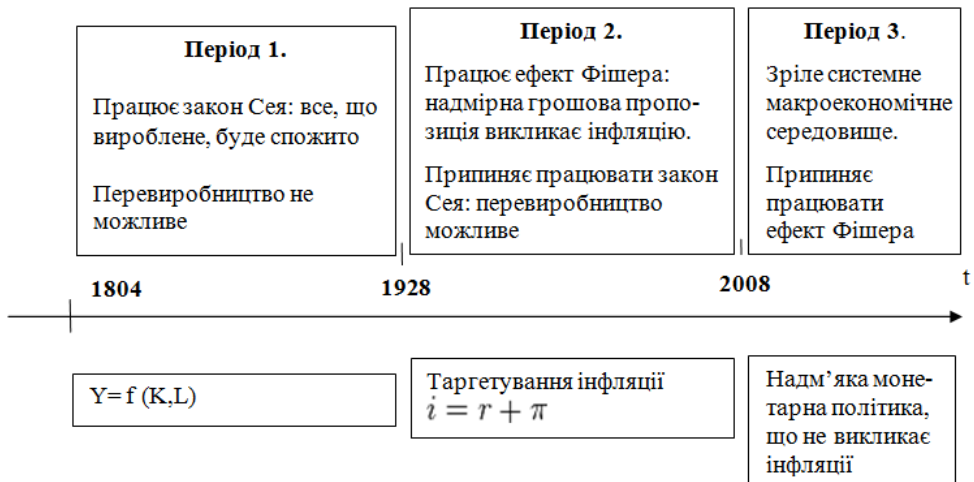 Період 1.
Працює закон Сея: все, що
вироблене, буде спожито
Перевиробництво не
можливе
Період 2.
Працює ефект Фішера:
надмірна грошова пропо-
зиція викликає інфляцію.
Припиняє працювати закон
Сея: перевиробництво
можливе
Період 3.
Зріле системне
макроекономічне
середовище.
Припиняє
працювати
ефект Фішера
1804
1928
2008
t
Y= f (K,L)
Таргетування інфляції
i = r + π
Надм’яка моне-
тарна політика,
що не викликає
інфляції